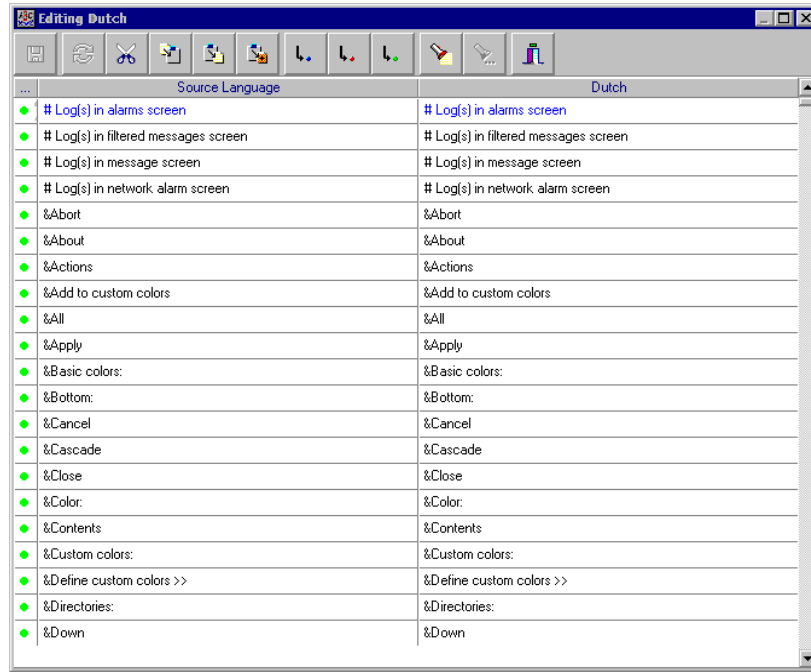 Editing Dutch
... Source Language Dutch
# Log(s) in alarms screen # Log(s) in alarms screen
# Log(s) in filtered messages screen # Log(s) in filtered messages screen
# Log(s) in message screen # Log(s) in message screen
# Log(s) in network alarm screen # Log(s) in network alarm screen
&Abort &Abort
&About &About
&Actions &Actions
&Add to custom colors &Add to custom colors
&All &All
&Apply &Apply
&Basic colors: &Basic colors:
&Bottom: &Bottom:
&Cancel &Cancel
&Cascade &Cascade
&Close &Close
&Color: &Color:
&Contents &Contents
&Custom colors: &Custom colors:
&Define custom colors >> &Define custom colors >>
&Directories: &Directories:
&Down &Down